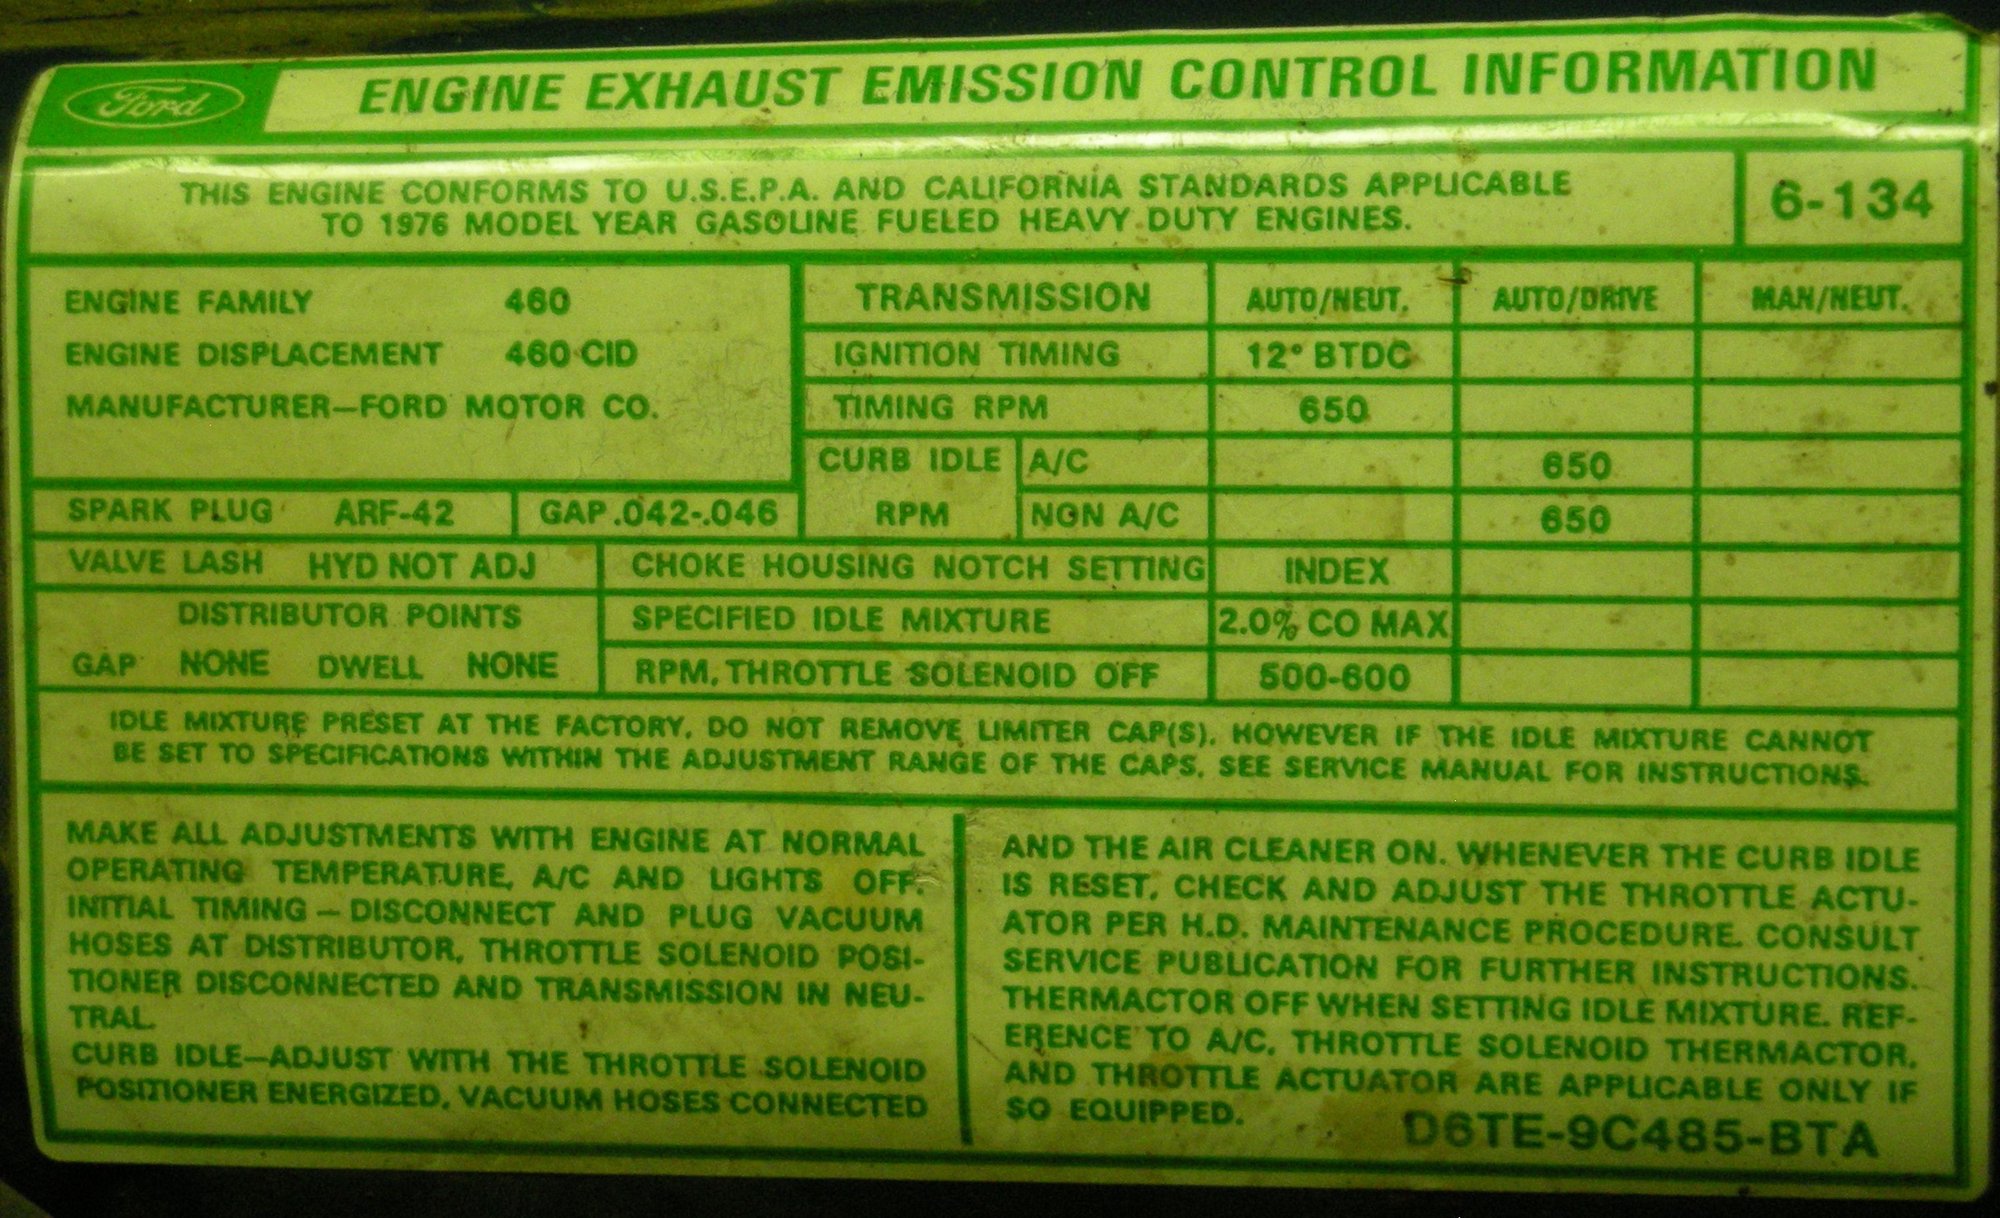 Ford ENGINE EXHAUST EMISSION CONTROL INFORMATION
THIS ENGINE CONFORMS TO U.S.E.P.A. AND CALIFORNIA STANDARDS APPLICABLE
TO 1976 MODEL YEAR GASOLINE FUELED HEAVY DUTY ENGINES.
6-134
ENGINE FAMILY 460
ENGINE DISPLACEMENT 460 CID
MANUFACTURER—FORD MOTOR CO.
SPARK PLUG ARF-42 GAP .042-.046
TRANSMISSION AUTO/NEUT. AUTO/DRIVE MAN/NEUT.
IGNITION TIMING 12° BTDC
TIMING RPM 650
CURB IDLE A/C 650
RPM NON A/C 650
VALVE LASH HYD NOT ADJ CHOKE HOUSING NOTCH SETTING INDEX
DISTRIBUTOR POINTS SPECIFIED IDLE MIXTURE 2.0% CO MAX
GAP NONE DWELL NONE RPM, THROTTLE SOLENOID OFF 500-600
IDLE MIXTURE PRESET AT THE FACTORY. DO NOT REMOVE LIMITER CAP(S). HOWEVER IF THE IDLE MIXTURE CANNOT
BE SET TO SPECIFICATIONS WITHIN THE ADJUSTMENT RANGE OF THE CAPS, SEE SERVICE MANUAL FOR INSTRUCTIONS.
MAKE ALL ADJUSTMENTS WITH ENGINE AT NORMAL
OPERATING TEMPERATURE, A/C AND LIGHTS OFF.
INITIAL TIMING — DISCONNECT AND PLUG VACUUM
HOSES AT DISTRIBUTOR, THROTTLE SOLENOID POSI-
TIONER DISCONNECTED AND TRANSMISSION IN NEU-
TRAL.
CURB IDLE—ADJUST WITH THE THROTTLE SOLENOID
POSITIONER ENERGIZED, VACUUM HOSES CONNECTED
AND THE AIR CLEANER ON. WHENEVER THE CURB IDLE
IS RESET, CHECK AND ADJUST THE THROTTLE ACTU-
ATOR PER H.D. MAINTENANCE PROCEDURE. CONSULT
SERVICE PUBLICATION FOR FURTHER INSTRUCTIONS.
THERMACTOR OFF WHEN SETTING IDLE MIXTURE. REF-
ERENCE TO A/C, THROTTLE SOLENOID THERMACTOR,
AND THROTTLE ACTUATOR ARE APPLICABLE ONLY IF
SO EQUIPPED.
D6TE-9C485-BTA